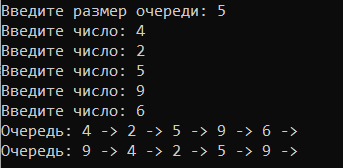 Введите размер очереди: 5
Введите число: 4
Введите число: 2
Введите число: 5
Введите число: 9
Введите число: 6
Очередь: 4 -> 2 -> 5 -> 9 -> 6 ->
Очередь: 9 -> 4 -> 2 -> 5 -> 9 ->